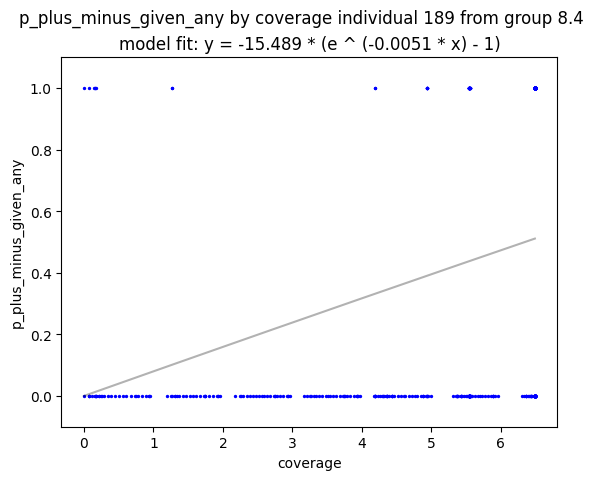 p_plus_minus_given_any by coverage individual 189 from group 8.4
model fit: y = -15.489 * (e ^ (-0.0051 * x) - 1)
1.0
0.8
0.6
0.4
0.2
0.0
p_plus_minus_given_any
0 1 2 3 4 5 6
coverage